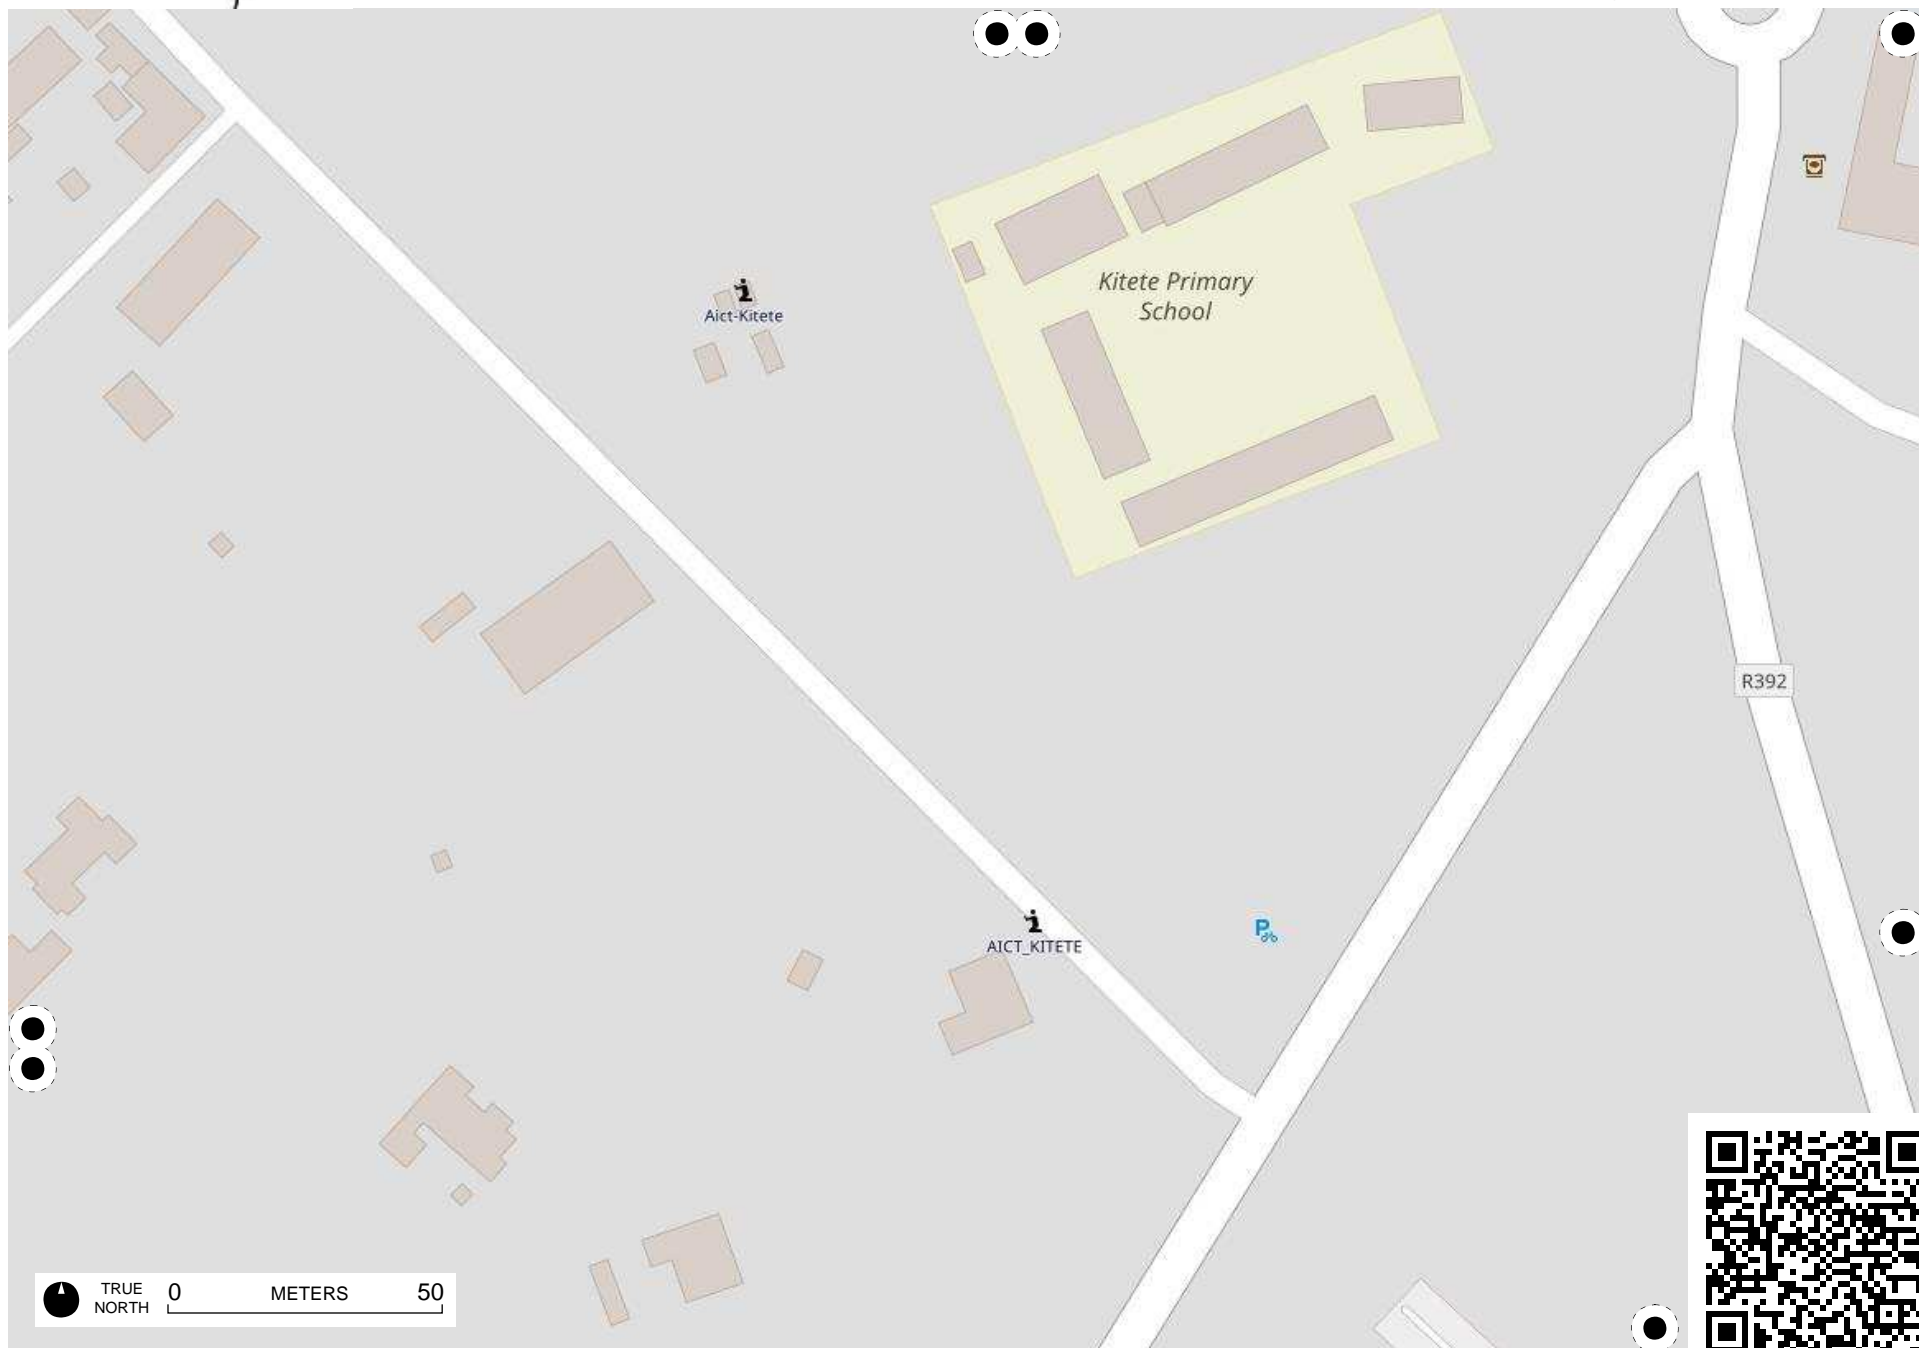 Kitete Primary
School
Aict-Kitete
R392
P
AICT_KITETE
TRUE
NORTH
0 METERS 50